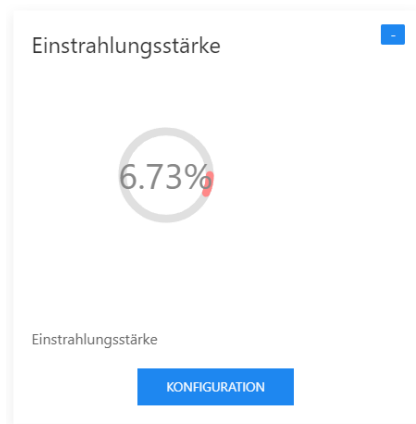 Einstrahlungsstärke
-
6.73%
Einstrahlungsstärke
KONFIGURATION